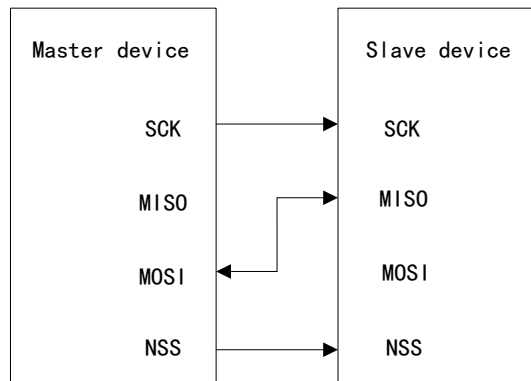 Master device
Slave device
SCK
SCK
MISO
MISO
MOSI
MOSI
NSS
NSS